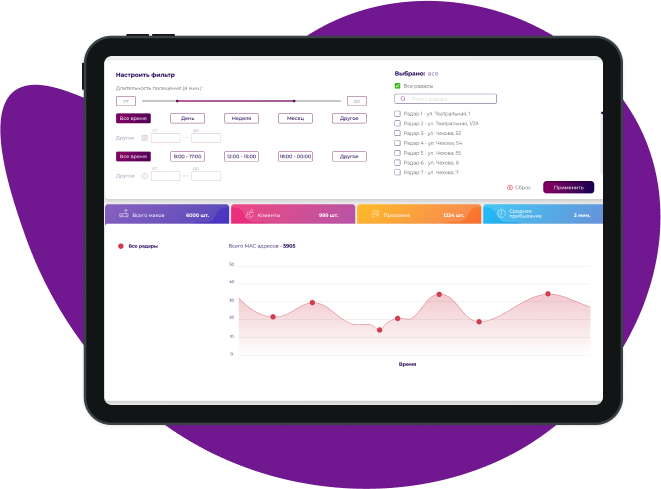 Настроить фильтр
Длительность посещения (в мин.):
от
до
Все время
День
Неделя
Месяц
Другое
Другое
от
до
Все время
8:00 - 17:00
12:00 - 15:00
18:00 - 00:00
Другое
Другое
от
до
Выбрано: все
Все радары
Поиск радара
Радар 1 - ул. Театральная, 1
Радар 2 - ул. Театральная, 1/29
Радар 3 - ул. Чехова, 53
Радар 4 - ул. Чехова, 54
Радар 5 - ул. Чехова, 55
Радар 6 - ул. Чехова, 6
Радар 7 - ул. Чехова, 7
Сброс
Применить
Всего маков
6000 шт.
Клиенты
999 шт.
Прохожие
1234 шт.
Среднее
пребывание
3 мин.
Все радары
Всего MAC адресов - 5905
50
40
30
20
10
0
Время